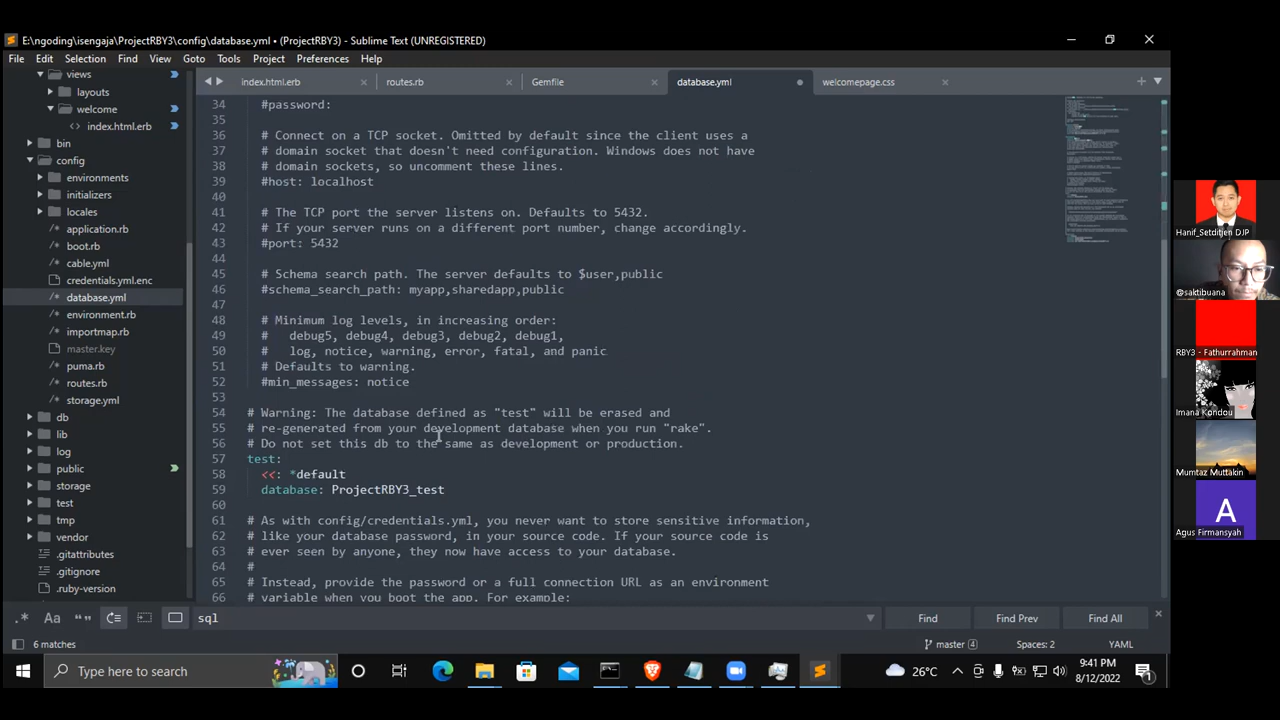 E:\ngoding\isengaja\ProjectRBY3\config\database.yml • (ProjectRBY3) - Sublime Text (UNREGISTERED)
File Edit Selection Find View Goto Tools Project Preferences Help
views
layouts
welcome
index.html.erb
bin
config
environments
initializers
locales
application.rb
boot.rb
cable.yml
credentials.yml.enc
database.yml
environment.rb
importmap.rb
master.key
puma.rb
routes.rb
storage.yml
db
lib
log
public
storage
test
tmp
vendor
.gitattributes
.gitignore
.ruby-version
index.html.erb routes.rb Gemfile database.yml welcomepage.css
34 #password:
35
36 # Connect on a TCP socket. Omitted by default since the client uses a
37 # domain socket that doesn't need configuration. Windows does not have
38 # domain sockets, so uncomment these lines.
39 #host: localhost
40
41 # The TCP port the server listens on. Defaults to 5432.
42 # If your server runs on a different port number, change accordingly.
43 #port: 5432
44
45 # Schema search path. The server defaults to $user,public
46 #schema_search_path: myapp,sharedapp,public
47
48 # Minimum log levels, in increasing order:
49 #   debug5, debug4, debug3, debug2, debug1,
50 #   log, notice, warning, error, fatal, and panic
51 # Defaults to warning.
52 #min_messages: notice
53
54 # Warning: The database defined as "test" will be erased and
55 # re-generated from your development database when you run "rake".
56 # Do not set this db to the same as development or production.
57 test:
58 <<: *default
59 database: ProjectRBY3_test
60
61 # As with config/credentials.yml, you never want to store sensitive information,
62 # like your database password, in your source code. If your source code is
63 # ever seen by anyone, they now have access to your database.
64 #
65 # Instead, provide the password or a full connection URL as an environment
66 # variable when you boot the app. For example:
.* Aa “ ” sql Find Find Prev Find All
6 matches master 4 Spaces: 2 YAML
Type here to search 26°C 9:41 PM
8/12/2022
1
Hanif_Setditjen DJP
@saktibuana
RBY3 - Fathurrahman
Imana Kondou
Mumtaz Muttakin
A
Agus Firmansyah